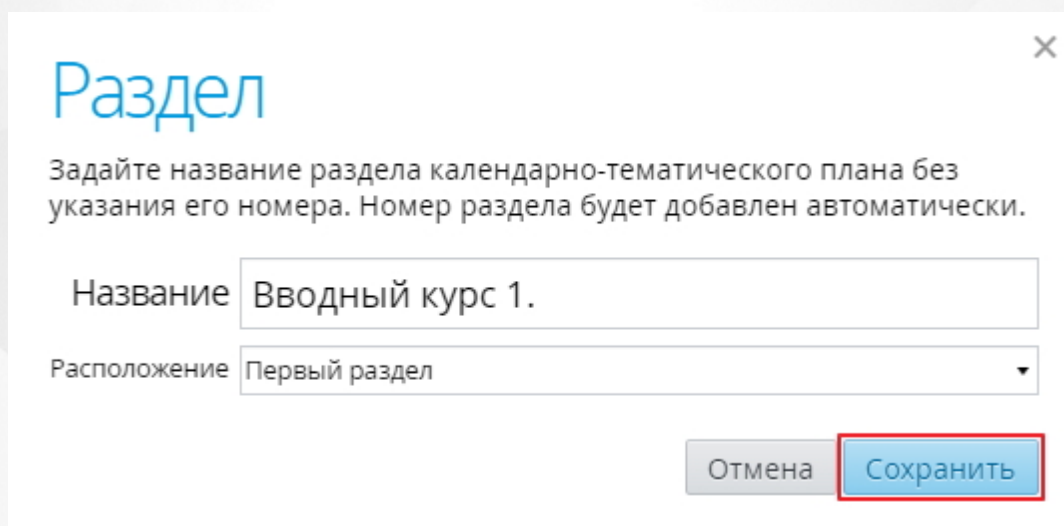 Раздел
Задайте название раздела календарно-тематического плана без
указания его номера. Номер раздела будет добавлен автоматически.
Название Вводный курс 1.
Расположение Первый раздел
Отмена Сохранить